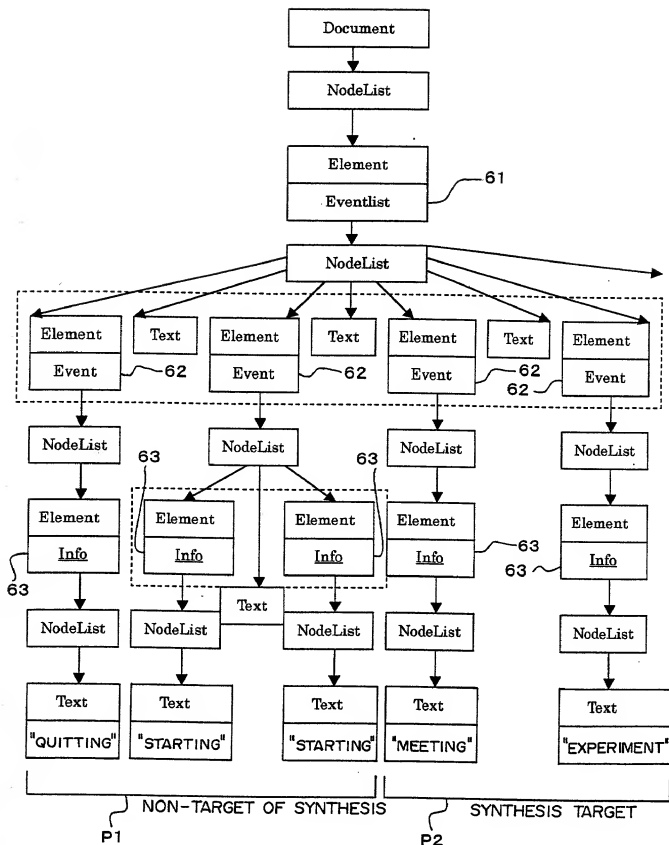 Document
NodeList
Element
Eventlist
61
NodeList
Element
Text
Element
Text
Element
Text
Element
Event
62
Event
62
Event
62
62
Event
NodeList
NodeList
NodeList
NodeList
63
63
Element
Element
Element
Element
Element
Info
Info
Info
Info
63
Info
63
63
Text
NodeList
NodeList
NodeList
NodeList
NodeList
Text
Text
Text
Text
Text
"QUITTING"
"STARTING"
"STARTING"
"MEETING"
"EXPERIMENT"
NON-TARGET OF SYNTHESIS
SYNTHESIS TARGET
P1
P2